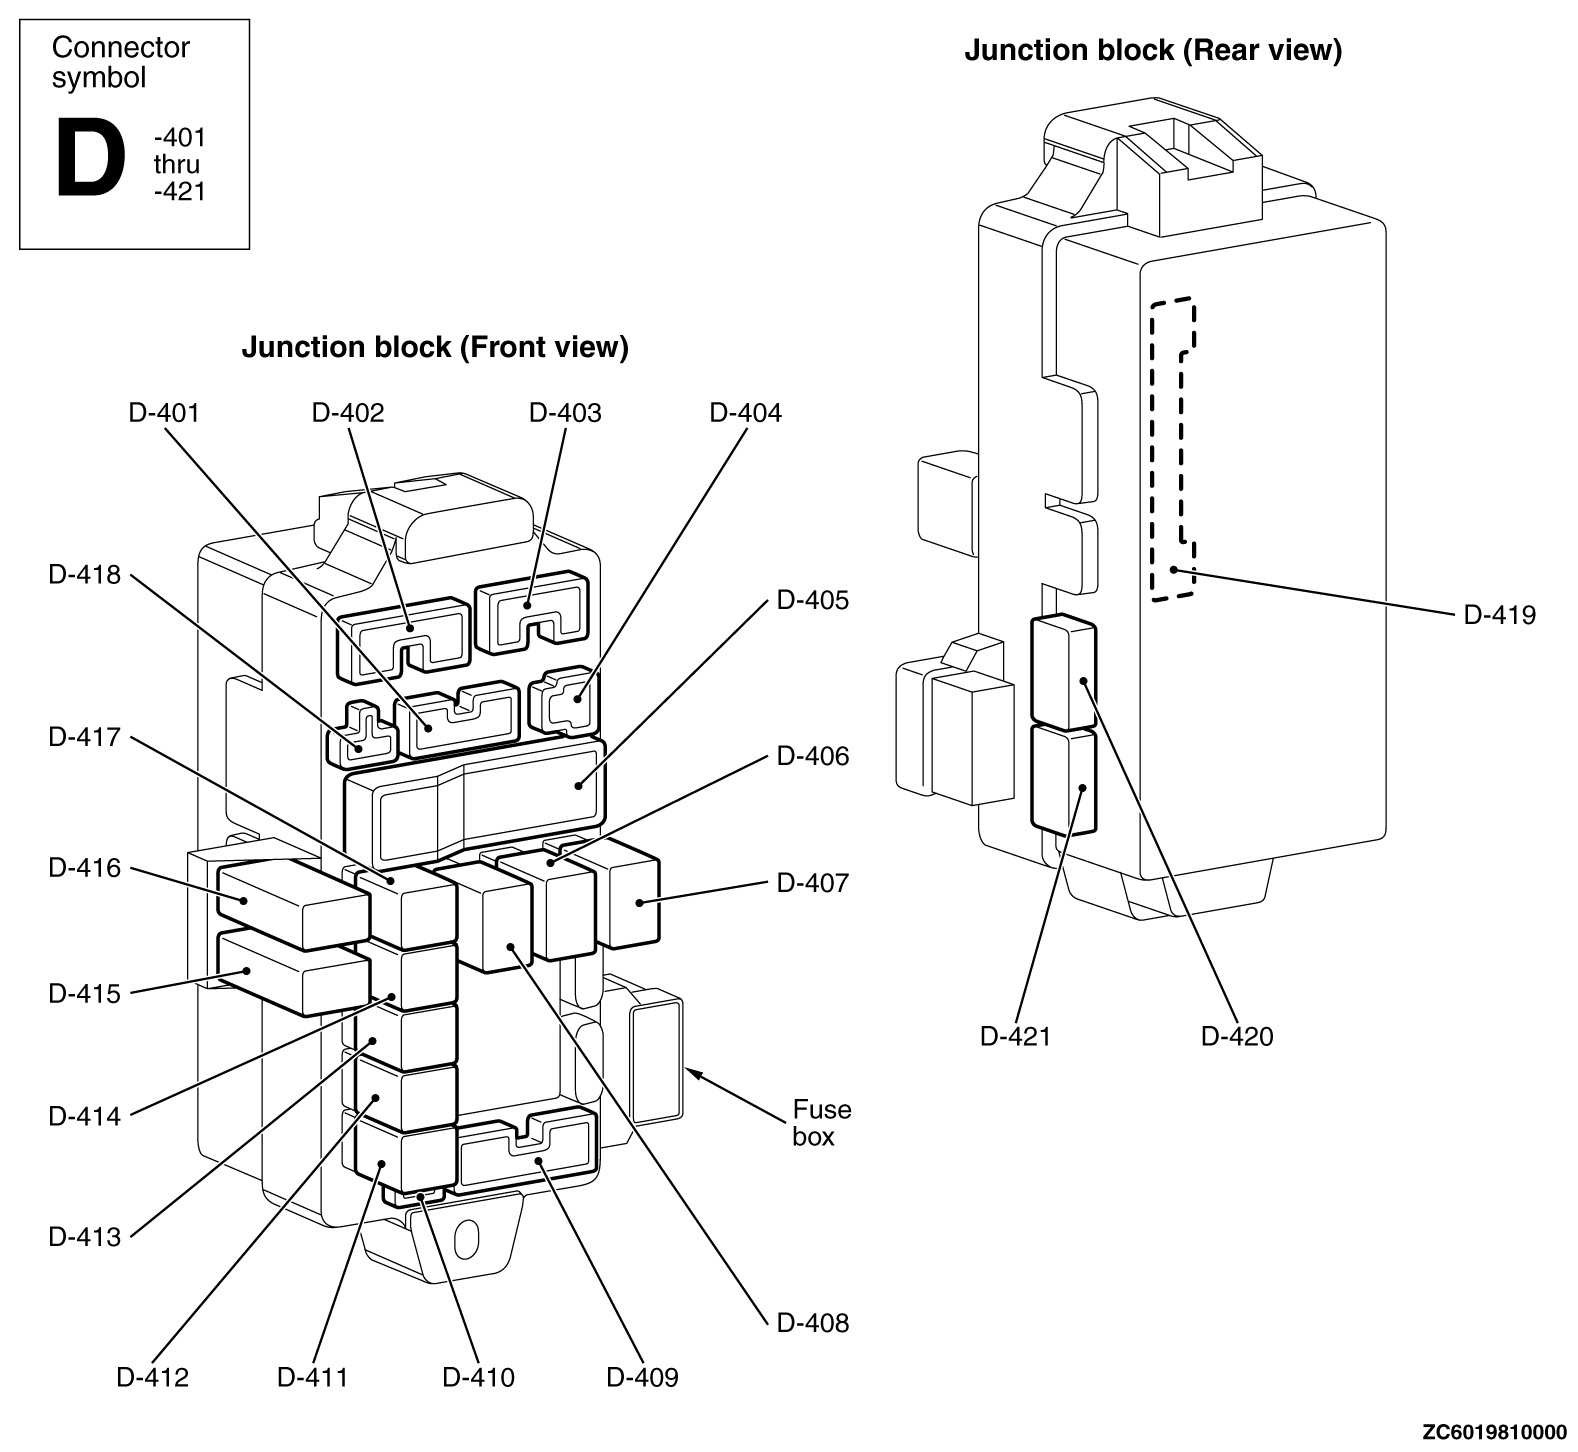 Connector
symbol
D
-401
thru
-421
Junction block (Rear view)
D-419
D-421
D-420
Junction block (Front view)
D-401
D-402
D-403
D-404
D-418
D-405
D-417
D-406
D-416
D-407
D-415
D-414
Fuse
box
D-413
D-408
D-412
D-411
D-410
D-409
ZC6019810000